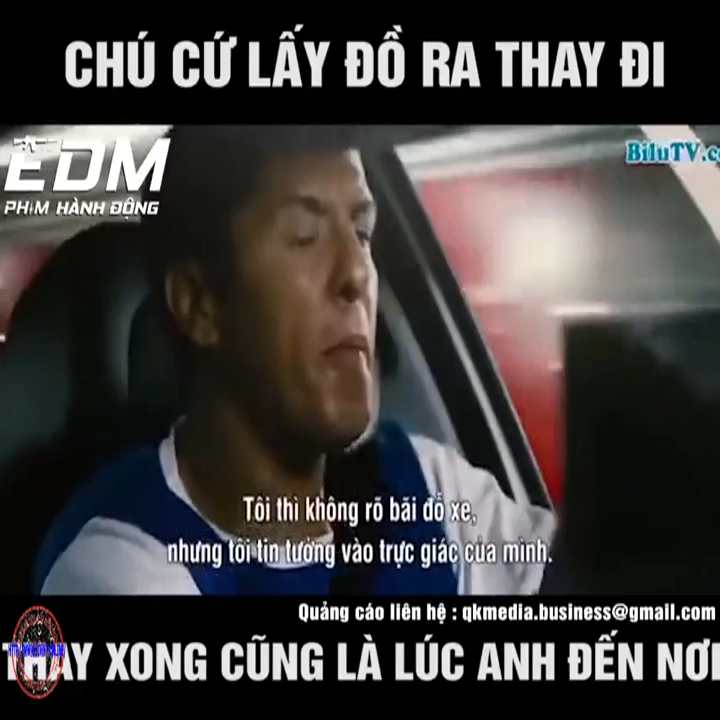 CHÚ CỨ LẤY ĐỒ RA THAY ĐI
EDM
PHIM HÀNH ĐỘNG
BiluTV.c
Tôi thì không rõ bãi đỗ xe,
nhưng tôi tin tưởng vào trực giác của mình.
Quảng cáo liên hệ : qkmedia.business@gmail.com
THAY XONG CŨNG LÀ LÚC ANH ĐẾN NƠI